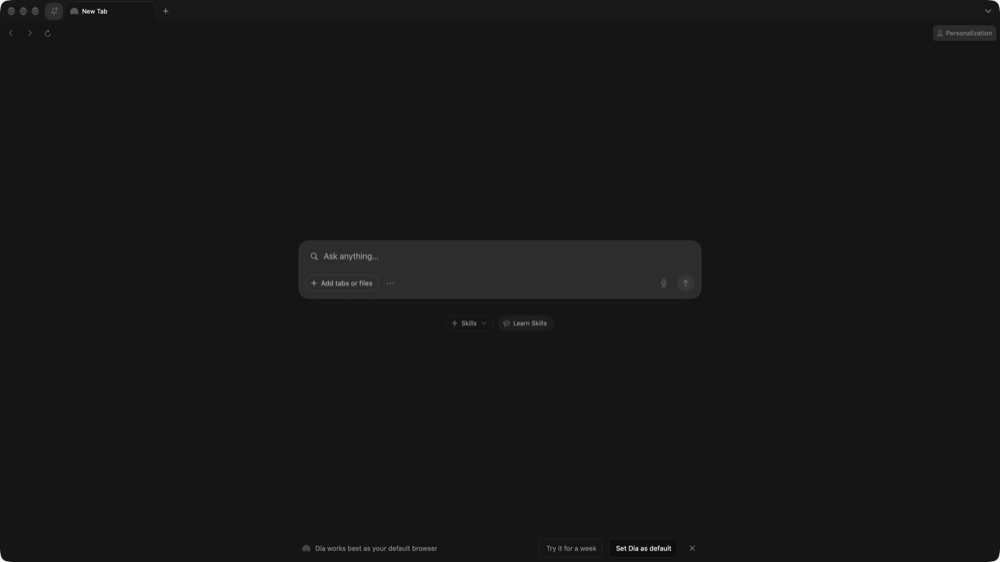 New Tab
Personalization
Ask anything...
Add tabs or files
Skills
Learn Skills
Dia works best as your default browser
Try it for a week
Set Dia as default